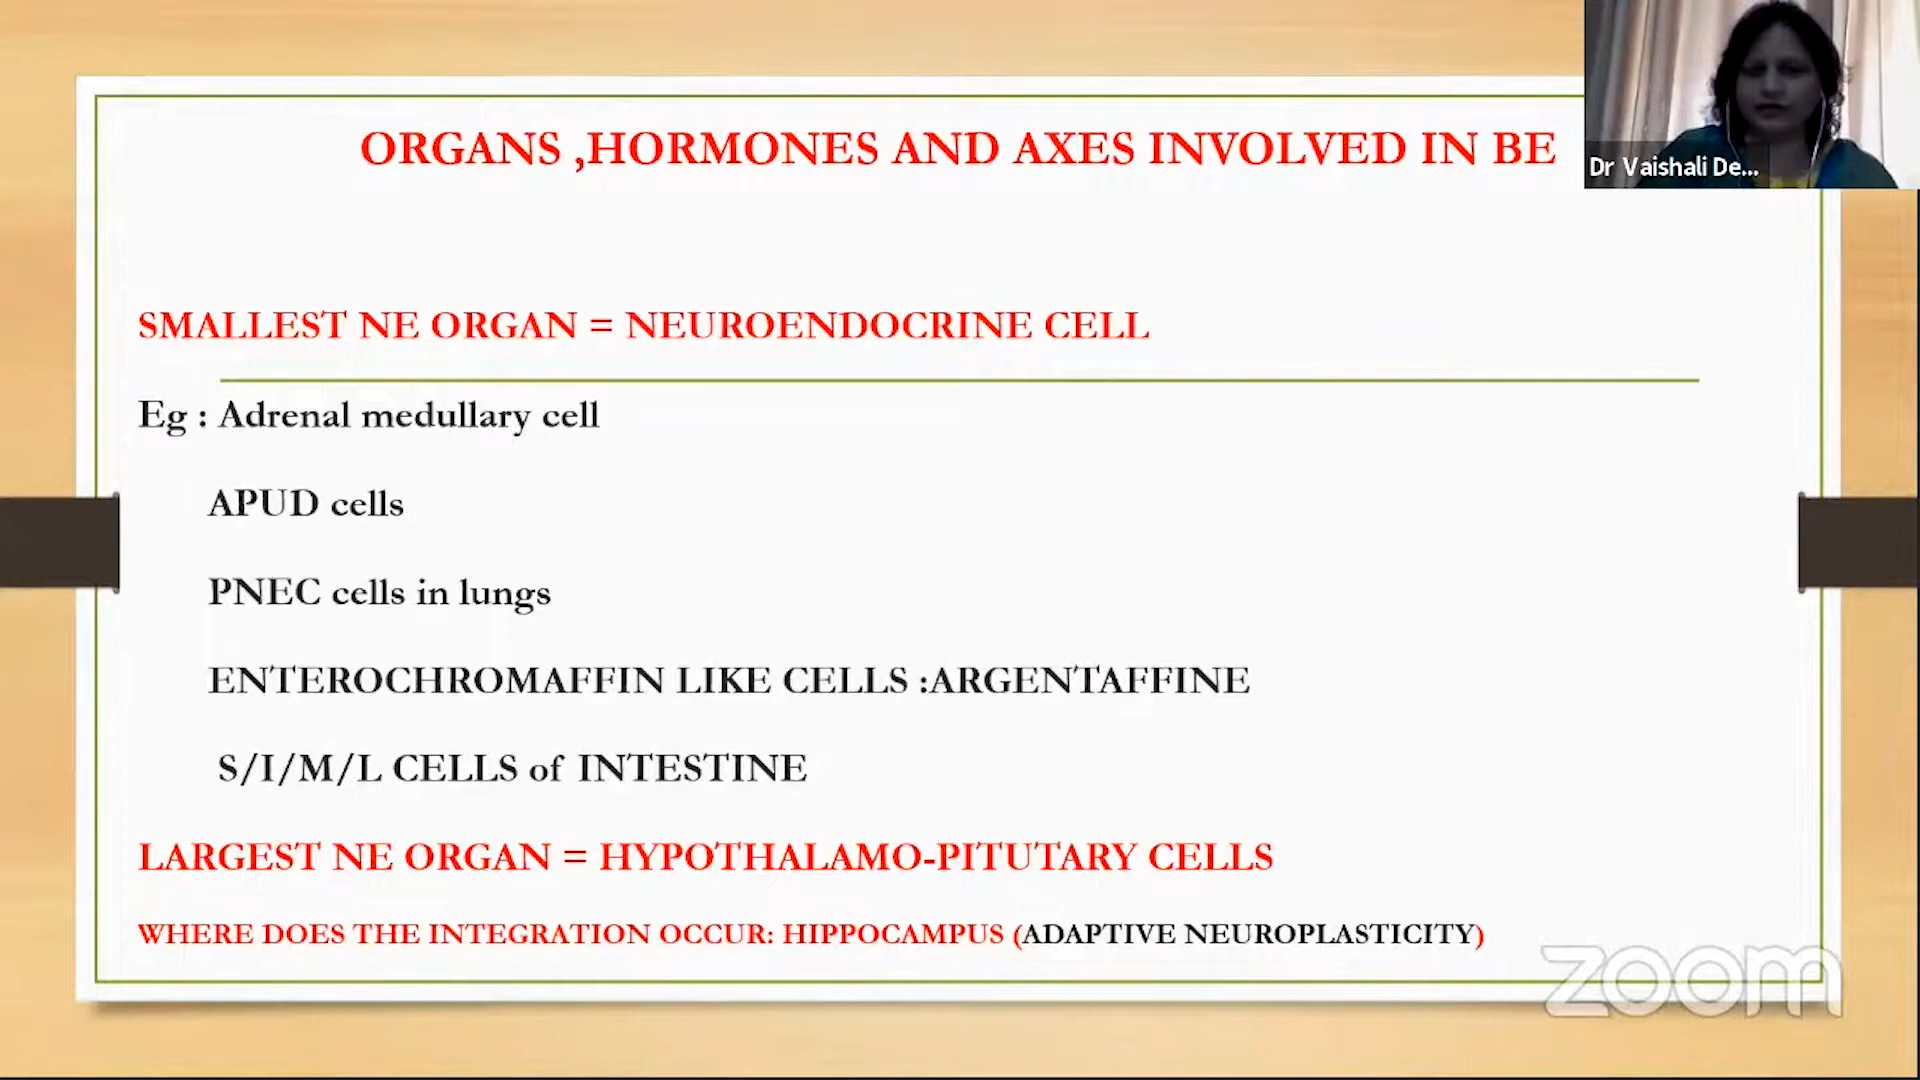 ORGANS ,HORMONES AND AXES INVOLVED IN BE
Dr Vaishali De...
SMALLEST NE ORGAN = NEUROENDOCRINE CELL
Eg : Adrenal medullary cell
APUD cells
PNEC cells in lungs
ENTEROCHROMAFFIN LIKE CELLS :ARGENTAFFINE
S/I/M/L CELLS of INTESTINE
LARGEST NE ORGAN = HYPOTHALAMO-PITUTARY CELLS
WHERE DOES THE INTEGRATION OCCUR: HIPPOCAMPUS (ADAPTIVE NEUROPLASTICITY)
zoom